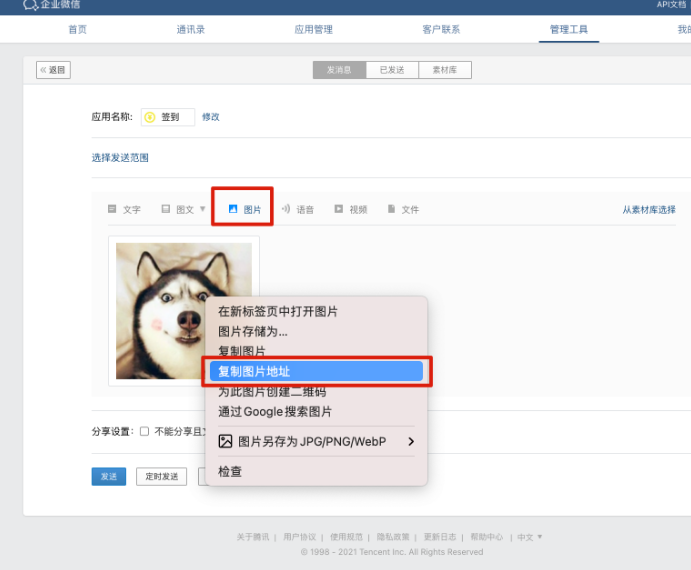 企业微信
API文档
首页 通讯录 应用管理 客户联系 管理工具 我的
« 返回 发消息 已发送 素材库
应用名称: 签到 修改
选择发送范围
文字 图文 ▼ 图片 语音 视频 文件 从素材库选择
在新标签页中打开图片
图片存储为...
复制图片
复制图片地址
为此图片创建二维码
通过Google搜索图片
图片另存为 JPG/PNG/WebP >
检查
分享设置: 不能分享且
发送 定时发送
关于腾讯 | 用户协议 | 使用规范 | 隐私政策 | 更新日志 | 帮助中心 | 中文 ▼
© 1998 - 2021 Tencent Inc. All Rights Reserved